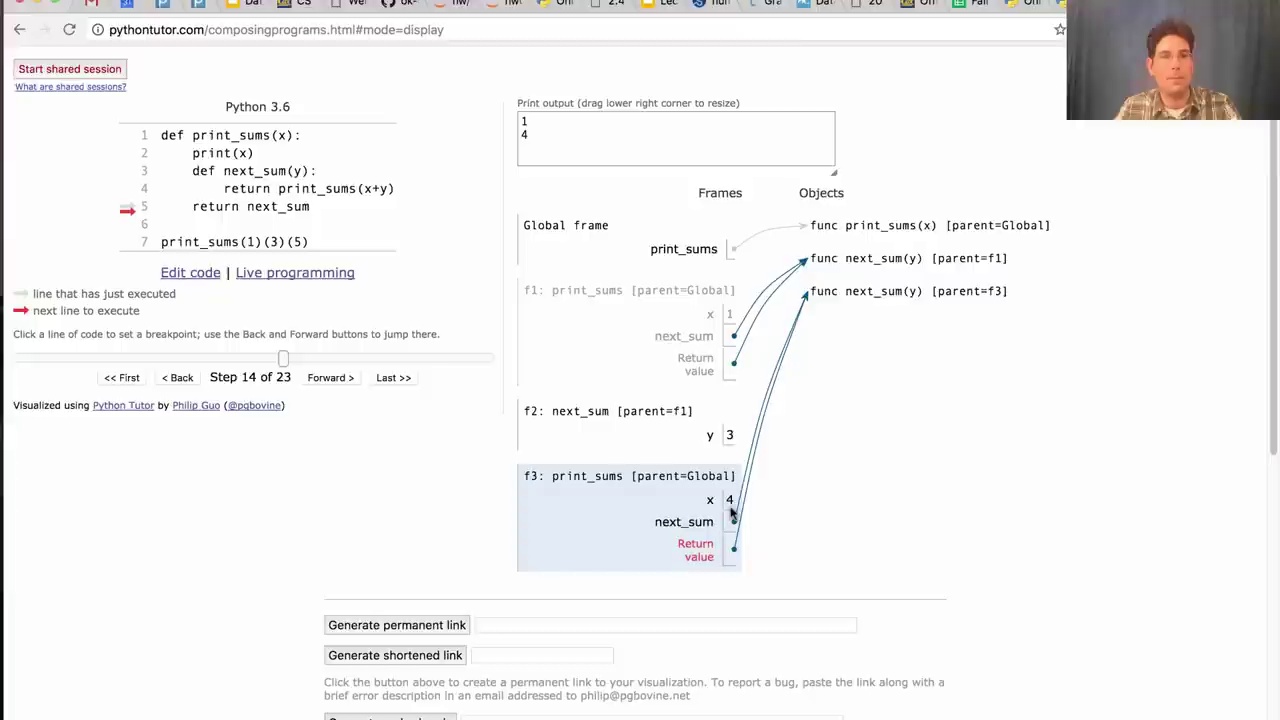 pythontutor.com/composingprograms.html#mode=display
Start shared session
What are shared sessions?
Python 3.6
1 def print_sums(x):
2 print(x)
3 def next_sum(y):
4 return print_sums(x+y)
5 return next_sum
6
7 print_sums(1)(3)(5)
Edit code | Live programming
line that has just executed
next line to execute
Click a line of code to set a breakpoint; use the Back and Forward buttons to jump there.
<< First < Back Step 14 of 23 Forward > Last >>
Visualized using Python Tutor by Philip Guo (@pgbovine)
Print output (drag lower right corner to resize)
1
4
Frames Objects
Global frame
print_sums
func print_sums(x) [parent=Global]
func next_sum(y) [parent=f1]
func next_sum(y) [parent=f3]
f1: print_sums [parent=Global]
x 1
next_sum
Return
value
f2: next_sum [parent=f1]
y 3
f3: print_sums [parent=Global]
x 4
next_sum
Return
value
Generate permanent link
Generate shortened link
Click the button above to create a permanent link to your visualization. To report a bug, paste the link along with a
brief error description in an email addressed to philip@pgbovine.net